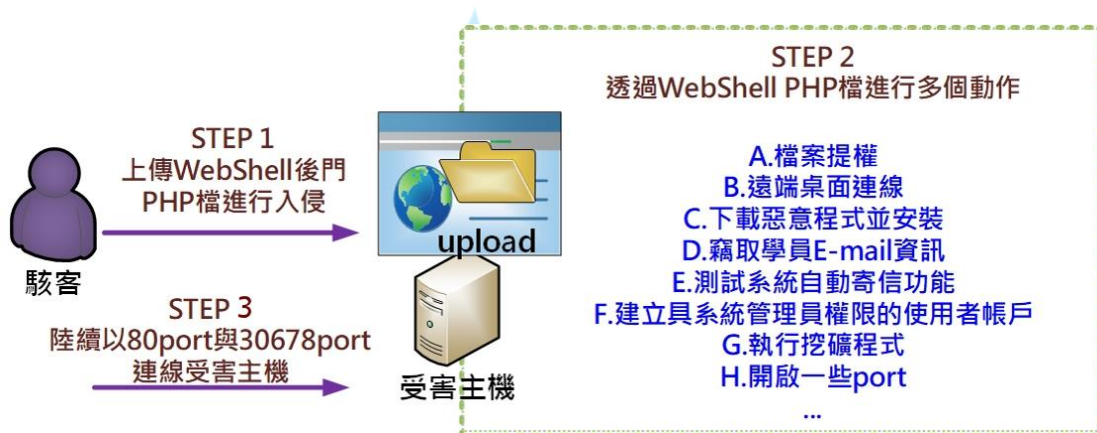 STEP 1
上傳WebShell後門
PHP檔進行入侵
駭客
STEP 3
陸續以80port與30678port
連線受害主機
upload
受害主機
STEP 2
透過WebShell PHP檔進行多個動作
A.檔案提權
B.遠端桌面連線
C.下載惡意程式並安裝
D.竊取學員E-mail資訊
E.測試系統自動寄信功能
F.建立具系統管理員權限的使用者帳戶
G.執行挖礦程式
H.開啟一些port
...